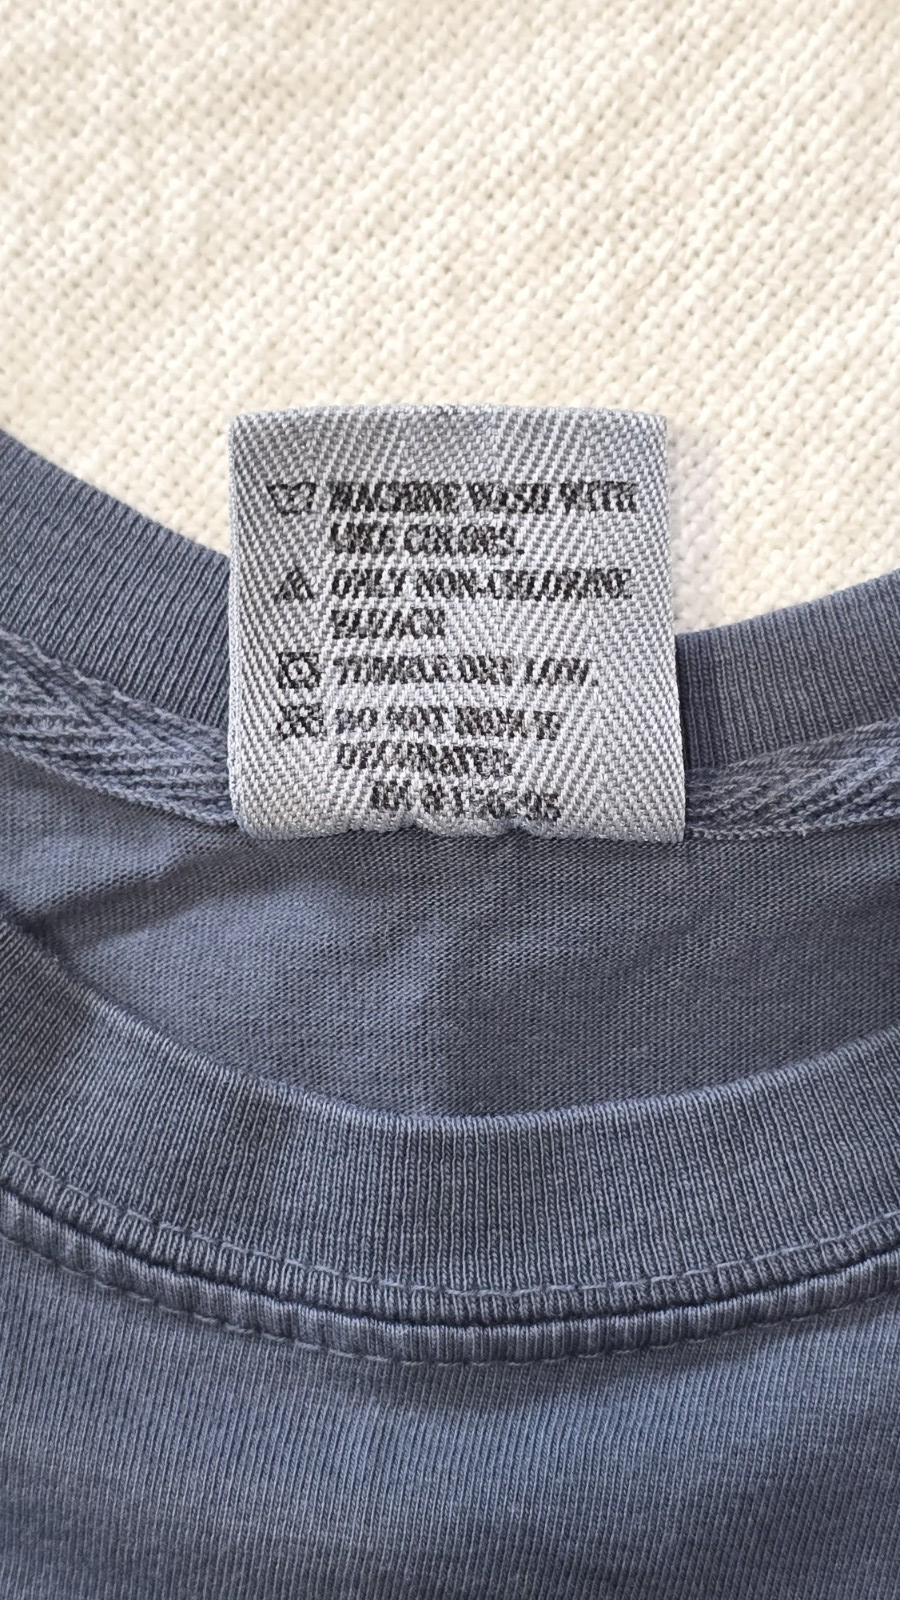 MACHINE WASH WITH
LIKE COLORS.
ONLY NON-CHLORINE
BLEACH
TUMBLE DRY LOW.
DO NOT IRON IF
DECORATED